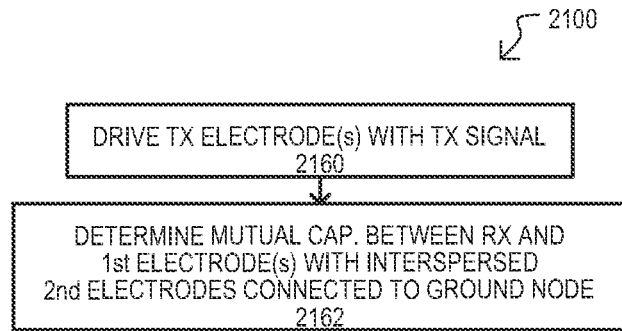 2100
DRIVE TX ELECTRODE(s) WITH TX SIGNAL
2160
DETERMINE MUTUAL CAP. BETWEEN RX AND
1st ELECTRODE(s) WITH INTERSPERSED
2nd ELECTRODES CONNECTED TO GROUND NODE
2162